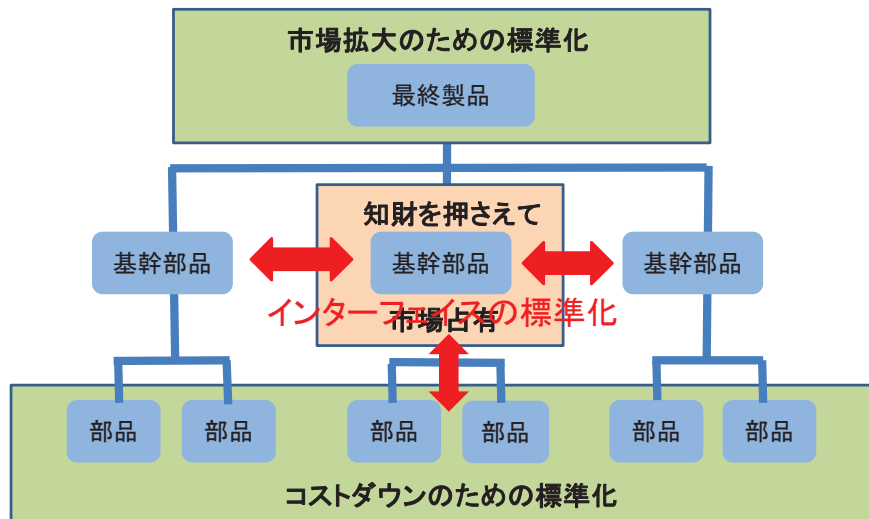 市場拡大のための標準化
最終製品
知財を押さえて
基幹部品
基幹部品
基幹部品
インターフェイスの標準化
市場占有
部品
部品
部品
部品
部品
部品
コストダウンのための標準化